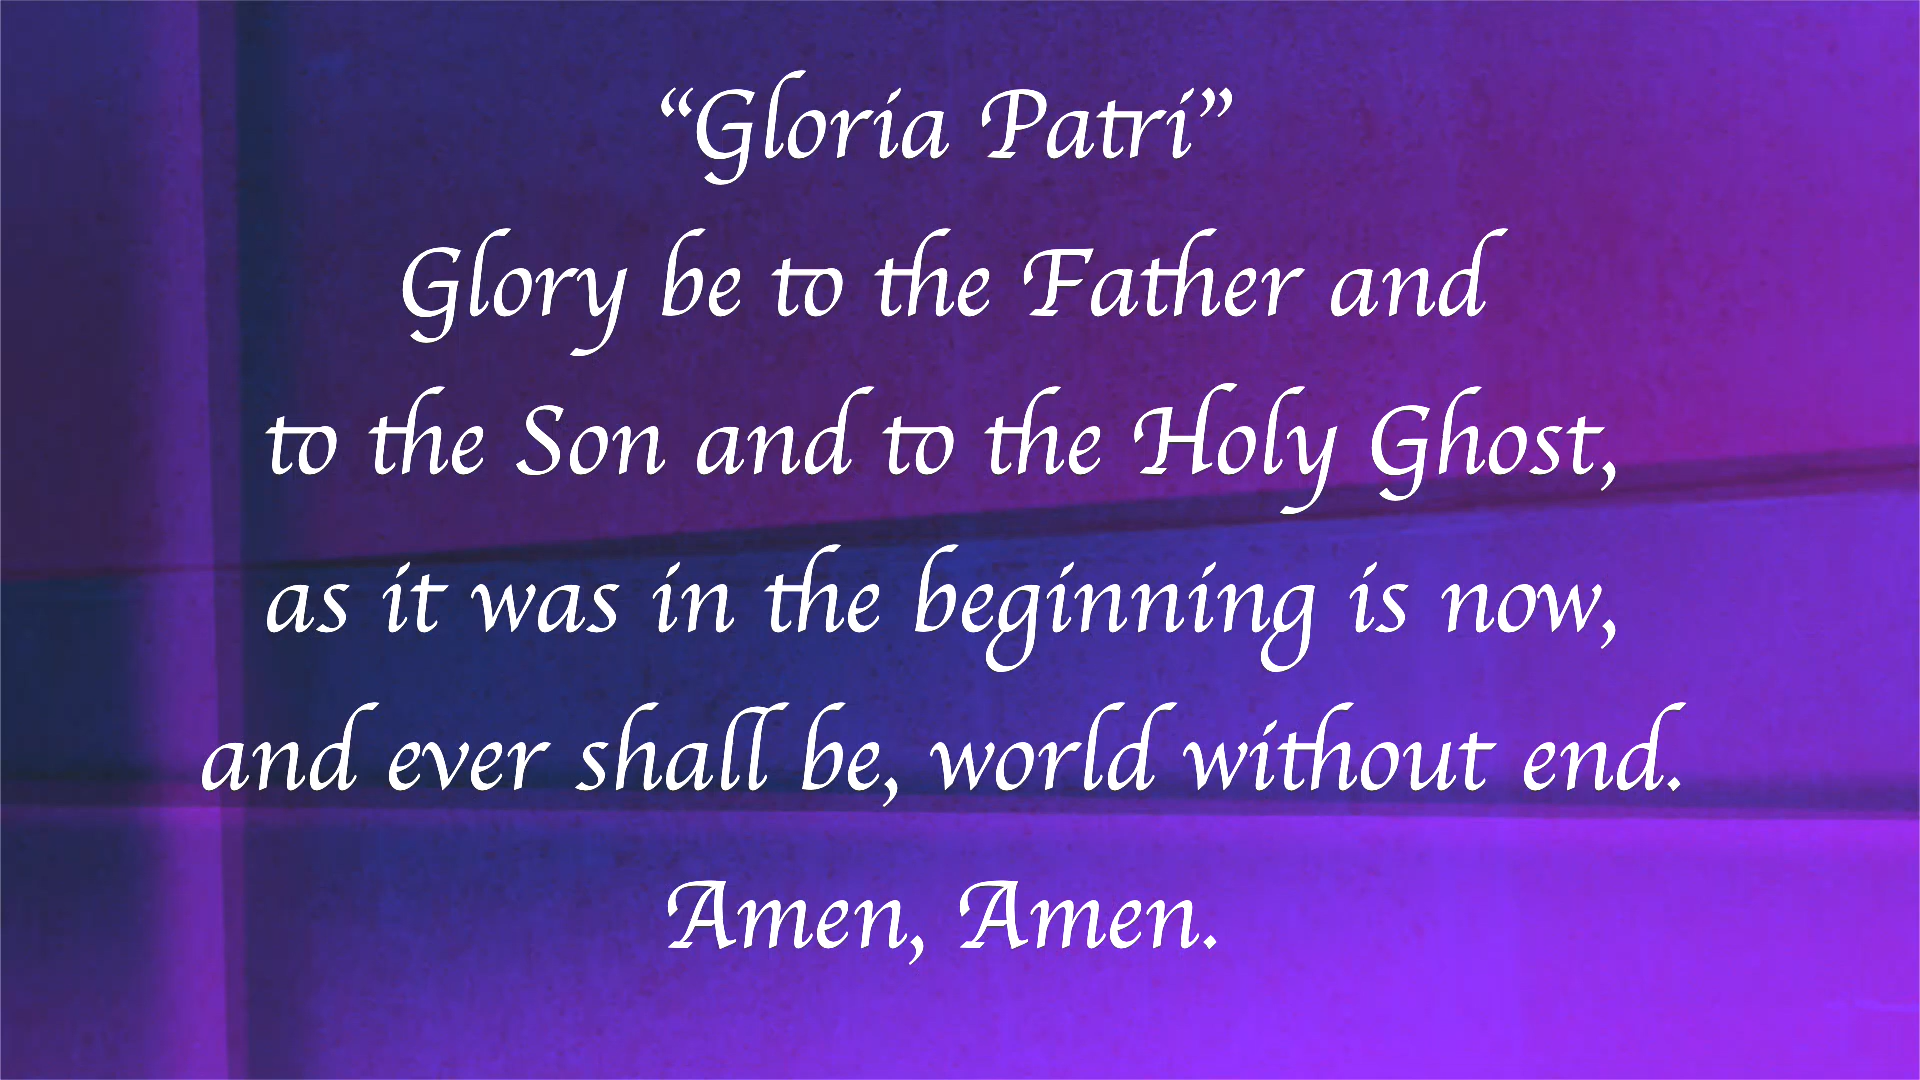 “Gloria Patri”
Glory be to the Father and
to the Son and to the Holy Ghost,
as it was in the beginning is now,
and ever shall be, world without end.
Amen, Amen.